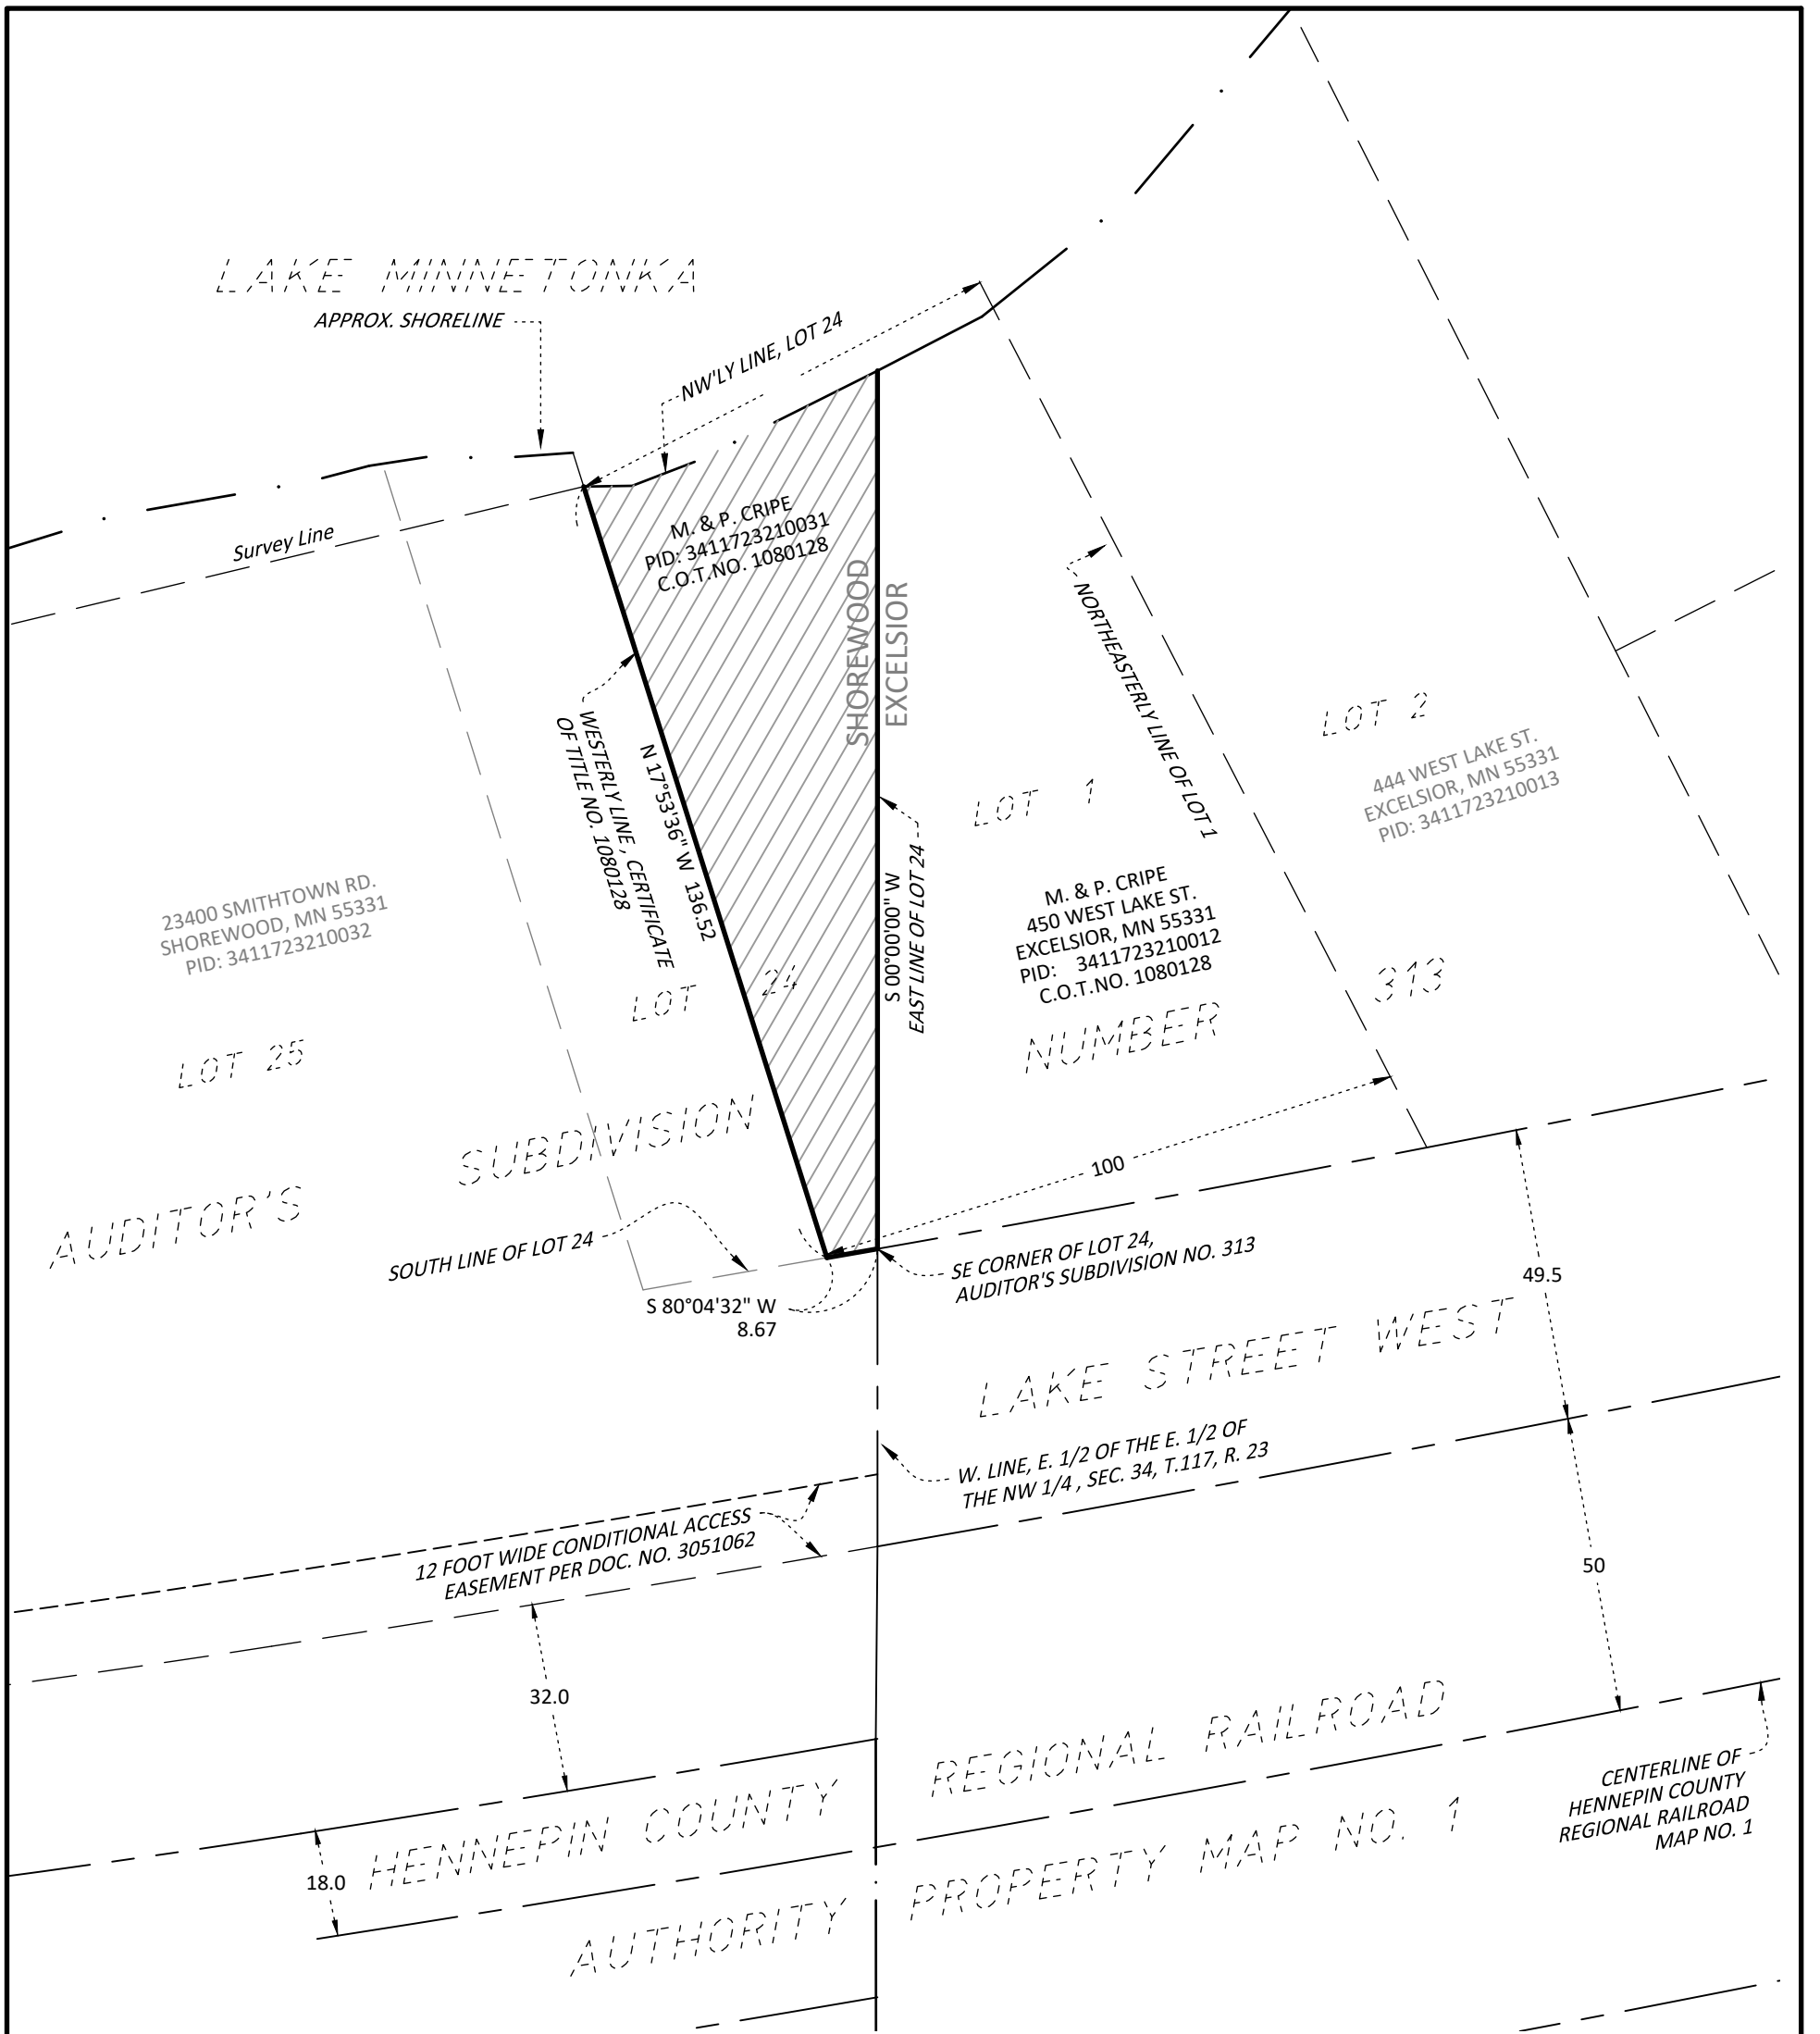 LAKE MINNETONKA
APPROX. SHORELINE
NW'LY LINE, LOT 24
Survey Line
M. & P. CRIPE
PID: 3411723210031
C.O.T.NO. 1080128
SHOREWOOD
EXCELSIOR
NORTHEASTERLY LINE OF LOT 1
WESTERLY LINE , CERTIFICATE
OF TITLE NO. 1080128
N 17°53'36" W 136.52
S 00°00'00" W
EAST LINE OF LOT 24
LOT 1
LOT 2
444 WEST LAKE ST.
EXCELSIOR, MN 55331
PID: 3411723210013
M. & P. CRIPE
450 WEST LAKE ST.
EXCELSIOR, MN 55331
PID: 3411723210012
C.O.T.NO. 1080128
23400 SMITHTOWN RD.
SHOREWOOD, MN 55331
PID: 3411723210032
LOT 24
LOT 25
AUDITOR'S SUBDIVISION NUMBER 313
100
SOUTH LINE OF LOT 24
S 80°04'32" W
8.67
SE CORNER OF LOT 24,
AUDITOR'S SUBDIVISION NO. 313
49.5
LAKE STREET WEST
W. LINE, E. 1/2 OF THE E. 1/2 OF
THE NW 1/4 , SEC. 34, T.117, R. 23
12 FOOT WIDE CONDITIONAL ACCESS
EASEMENT PER DOC. NO. 3051062
50
32.0
18.0
HENNEPIN COUNTY REGIONAL RAILROAD
AUTHORITY PROPERTY MAP NO. 1
CENTERLINE OF
HENNEPIN COUNTY
REGIONAL RAILROAD
MAP NO. 1